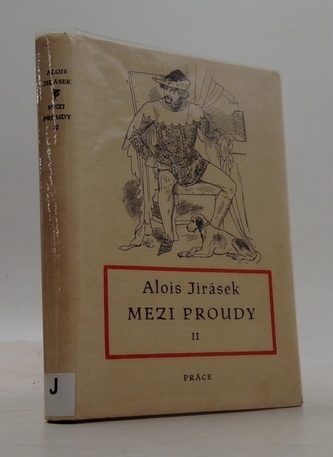 ALOIS
JIRÁSEK
MEZI
PROUDY
II
J
Alois Jirásek
MEZI PROUDY
II
PRÁCE